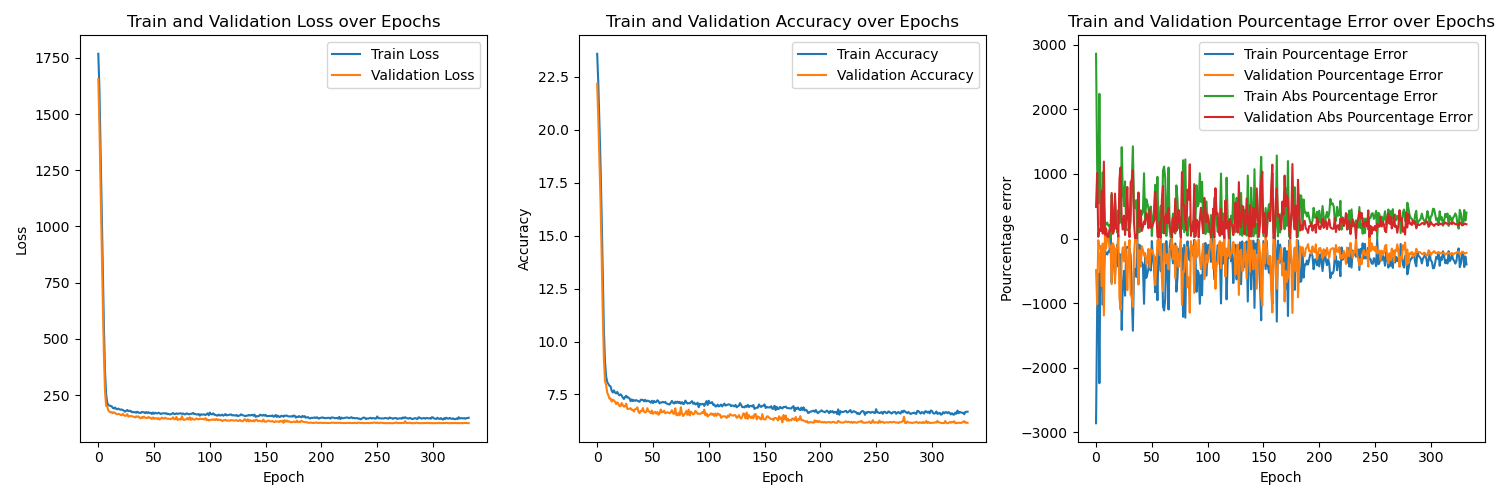 Train and Validation Loss over Epochs
Train Loss
Validation Loss
1750
1500
1250
1000
750
500
250
Loss
0
50
100
150
200
250
300
Epoch
Train and Validation Accuracy over Epochs
Train Accuracy
Validation Accuracy
22.5
20.0
17.5
15.0
12.5
10.0
7.5
Accuracy
0
50
100
150
200
250
300
Epoch
Train and Validation Pourcentage Error over Epochs
Train Pourcentage Error
Validation Pourcentage Error
Train Abs Pourcentage Error
Validation Abs Pourcentage Error
3000
2000
1000
0
−1000
−2000
−3000
Pourcentage error
0
50
100
150
200
250
300
Epoch